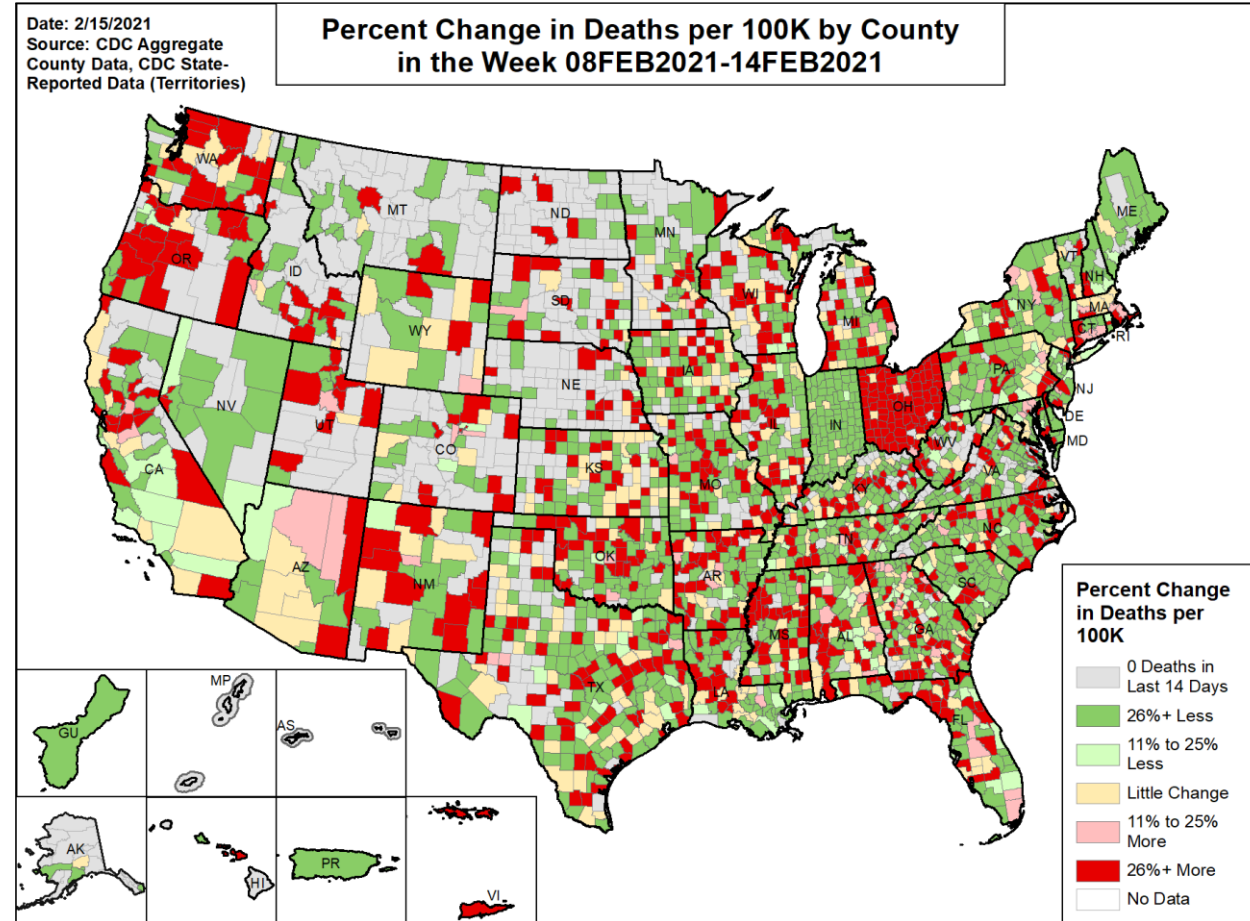 Date: 2/15/2021
Source: CDC Aggregate
County Data, CDC State-
Reported Data (Territories)
Percent Change in Deaths per 100K by County
in the Week 08FEB2021-14FEB2021
WA
MT
ND
MN
ME
OR
ID
SD
WI
MI
VT
NH
NY
MA
CT
RI
WY
IA
NE
PA
NJ
NV
UT
CO
IL
IN
OH
DE
MD
WV
VA
CA
KS
MO
KY
AZ
NM
OK
AR
TN
NC
SC
MS
AL
GA
TX
LA
FL
GU
MP
AS
AK
HI
PR
VI
Percent Change
in Deaths per
100K
0 Deaths in
Last 14 Days
26%+ Less
11% to 25%
Less
Little Change
11% to 25%
More
26%+ More
No Data